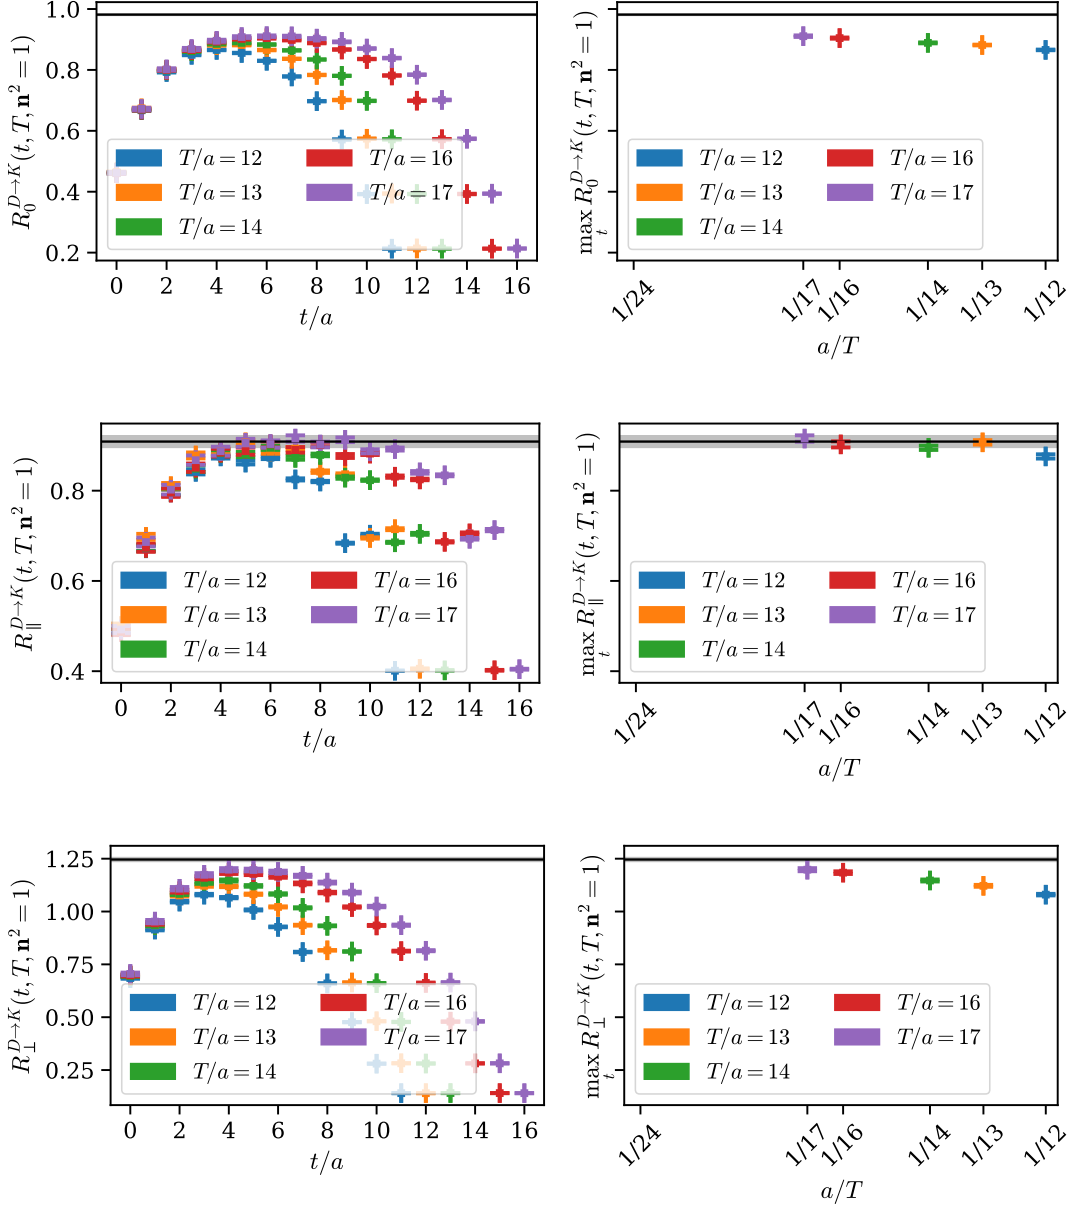 R_0^{D→K}(t, T, n² = 1)
1.0
0.8
0.6
0.4
0.2
T/a = 12
T/a = 13
T/a = 14
T/a = 16
T/a = 17
0 2 4 6 8 10 12 14 16
t/a
max_t R_0^{D→K}(t, T, n² = 1)
T/a = 12
T/a = 13
T/a = 14
T/a = 16
T/a = 17
1/24 1/17 1/16 1/14 1/13 1/12
a/T
R_∥^{D→K}(t, T, n² = 1)
0.8
0.6
0.4
T/a = 12
T/a = 13
T/a = 14
T/a = 16
T/a = 17
0 2 4 6 8 10 12 14 16
t/a
max_t R_∥^{D→K}(t, T, n² = 1)
T/a = 12
T/a = 13
T/a = 14
T/a = 16
T/a = 17
1/24 1/17 1/16 1/14 1/13 1/12
a/T
R_⊥^{D→K}(t, T, n² = 1)
1.25
1.00
0.75
0.50
0.25
T/a = 12
T/a = 13
T/a = 14
T/a = 16
T/a = 17
0 2 4 6 8 10 12 14 16
t/a
max_t R_⊥^{D→K}(t, T, n² = 1)
T/a = 12
T/a = 13
T/a = 14
T/a = 16
T/a = 17
1/24 1/17 1/16 1/14 1/13 1/12
a/T